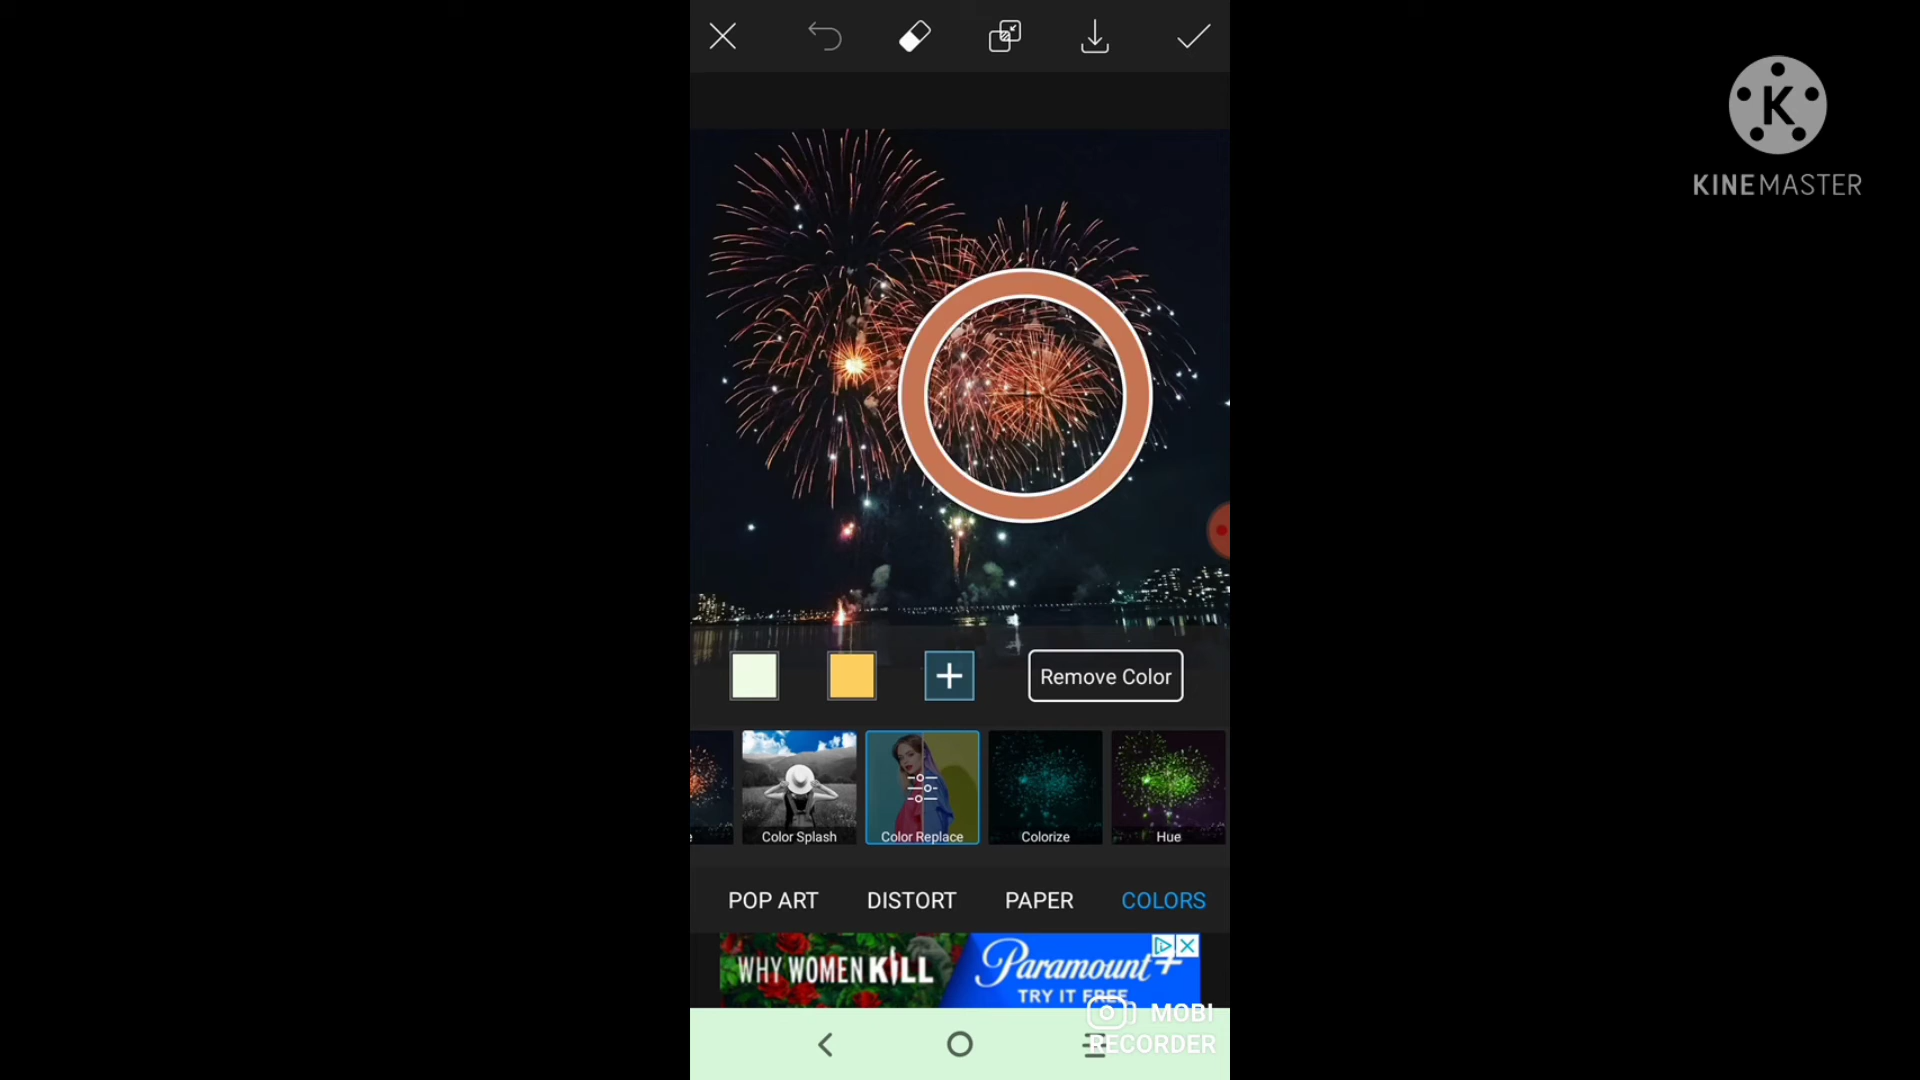 K
KINEMASTER
Remove Color
e
Color Splash
Color Replace
Colorize
Hue
POP ART
DISTORT
PAPER
COLORS
WHY WOMEN KILL
Paramount+
TRY IT FREE
MOBI
RECORDER